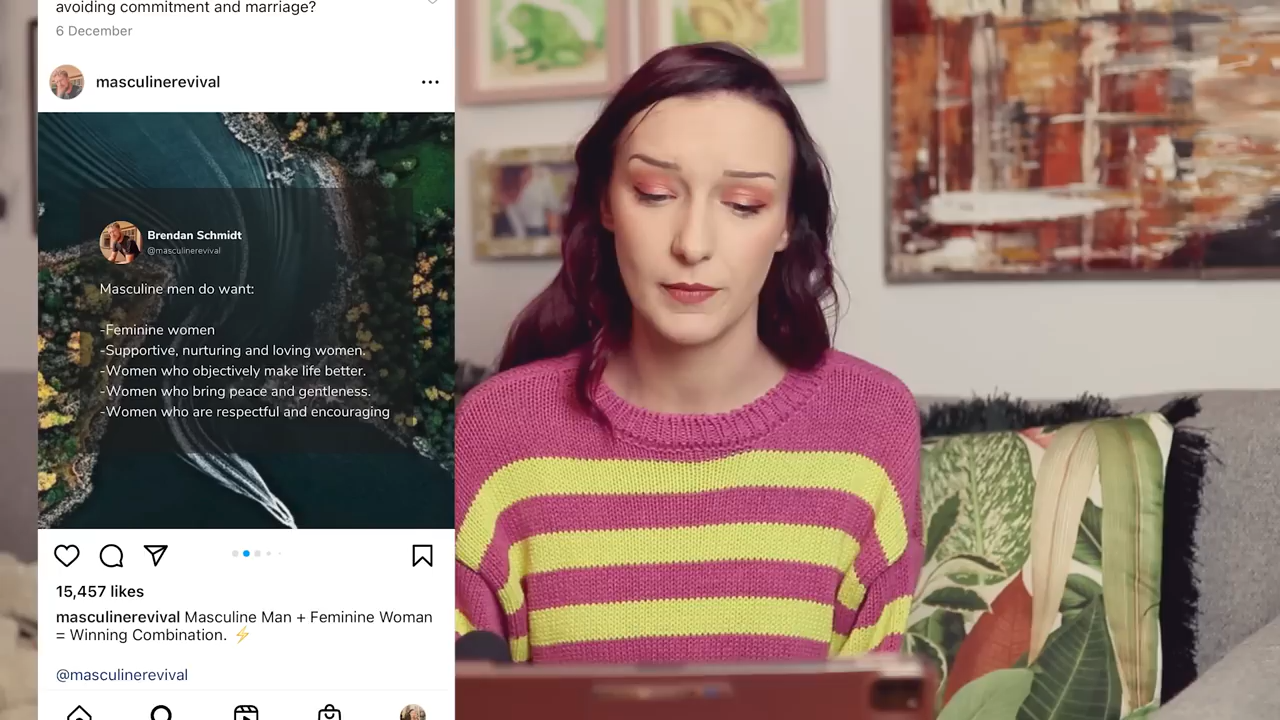 avoiding commitment and marriage?
6 December
masculinerevival
Brendan Schmidt
@masculinerevival
Masculine men do want:
-Feminine women
-Supportive, nurturing and loving women.
-Women who objectively make life better.
-Women who bring peace and gentleness.
-Women who are respectful and encouraging
15,457 likes
masculinerevival Masculine Man + Feminine Woman
= Winning Combination. ⚡
@masculinerevival